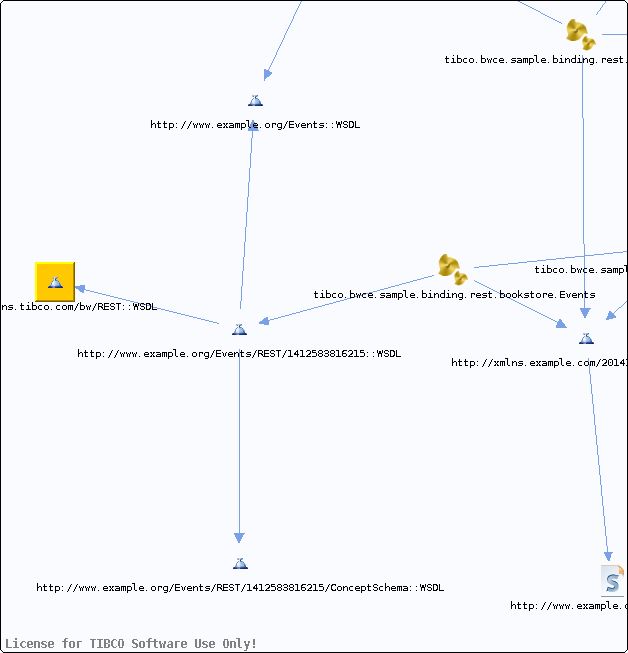 tibco.bwce.sample.binding.rest.
http://www.example.org/Events::WSDL
tibco.bwce.sampl
tibco.bwce.sample.binding.rest.bookstore.Events
ns.tibco.com/bw/REST::WSDL
http://www.example.org/Events/REST/1412583816215::WSDL
http://xmlns.example.com/20141
http://www.example.org/Events/REST/1412583816215/ConceptSchema::WSDL
http://www.example.o
License for TIBCO Software Use Only!